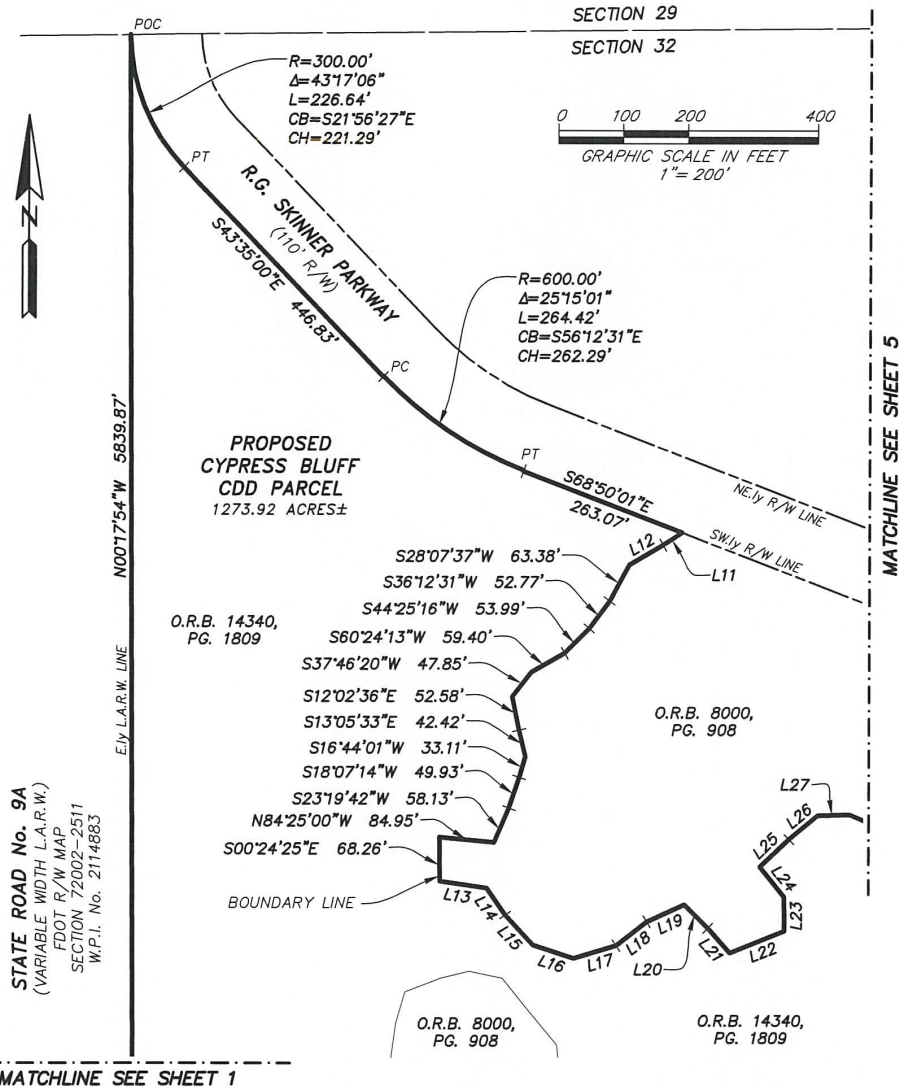 POC
SECTION 29
SECTION 32
R=300.00'
Δ=43°17'06"
L=226.64'
CB=S21°56'27"E
CH=221.29'
0 100 200 400
GRAPHIC SCALE IN FEET
1"= 200'
N
PT
R.G. SKINNER PARKWAY
(110' R/W)
S43°35'00"E 446.83'
R=600.00'
Δ=25°15'01"
L=264.42'
CB=S56°12'31"E
CH=262.29'
PC
MATCHLINE SEE SHEET 5
N00°17'54"W 5839.87'
E.ly L.A.R.W. LINE
PROPOSED
CYPRESS BLUFF
CDD PARCEL
1273.92 ACRES±
PT
S68°50'01"E
263.07'
NE.ly R/W LINE
SW.ly R/W LINE
L12
L11
S28°07'37"W 63.38'
S36°12'31"W 52.77'
S44°25'16"W 53.99'
S60°24'13"W 59.40'
S37°46'20"W 47.85'
S12°02'36"E 52.58'
S13°05'33"E 42.42'
S16°44'01"W 33.11'
S18°07'14"W 49.93'
S23°19'42"W 58.13'
N84°25'00"W 84.95'
S00°24'25"E 68.26'
BOUNDARY LINE
O.R.B. 14340,
PG. 1809
O.R.B. 8000,
PG. 908
L27
L26
L25
L24
L23
L22
L21
L20
L19
L18
L17
L16
L15
L14
L13
STATE ROAD No. 9A
(VARIABLE WIDTH L.A.R.W.)
FDOT R/W MAP
SECTION 72002-2511
W.P.I. No. 2114883
O.R.B. 8000,
PG. 908
O.R.B. 14340,
PG. 1809
MATCHLINE SEE SHEET 1